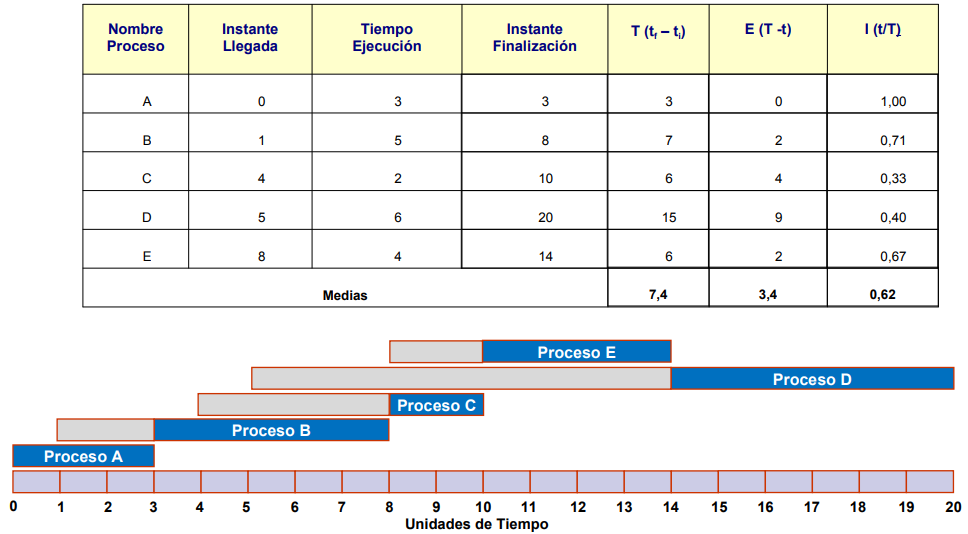 Nombre Proceso Instante Llegada Tiempo Ejecución Instante Finalización T (tf – ti) E (T -t) I (t/T)
A 0 3 3 3 0 1,00
B 1 5 8 7 2 0,71
C 4 2 10 6 4 0,33
D 5 6 20 15 9 0,40
E 8 4 14 6 2 0,67
Medias 7,4 3,4 0,62
Proceso E
Proceso D
Proceso C
Proceso B
Proceso A
0 1 2 3 4 5 6 7 8 9 10 11 12 13 14 15 16 17 18 19 20
Unidades de Tiempo